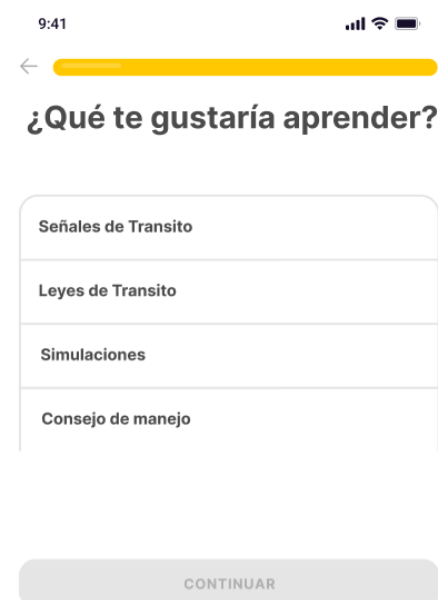 9:41
¿Qué te gustaría aprender?
Señales de Transito
Leyes de Transito
Simulaciones
Consejo de manejo
CONTINUAR